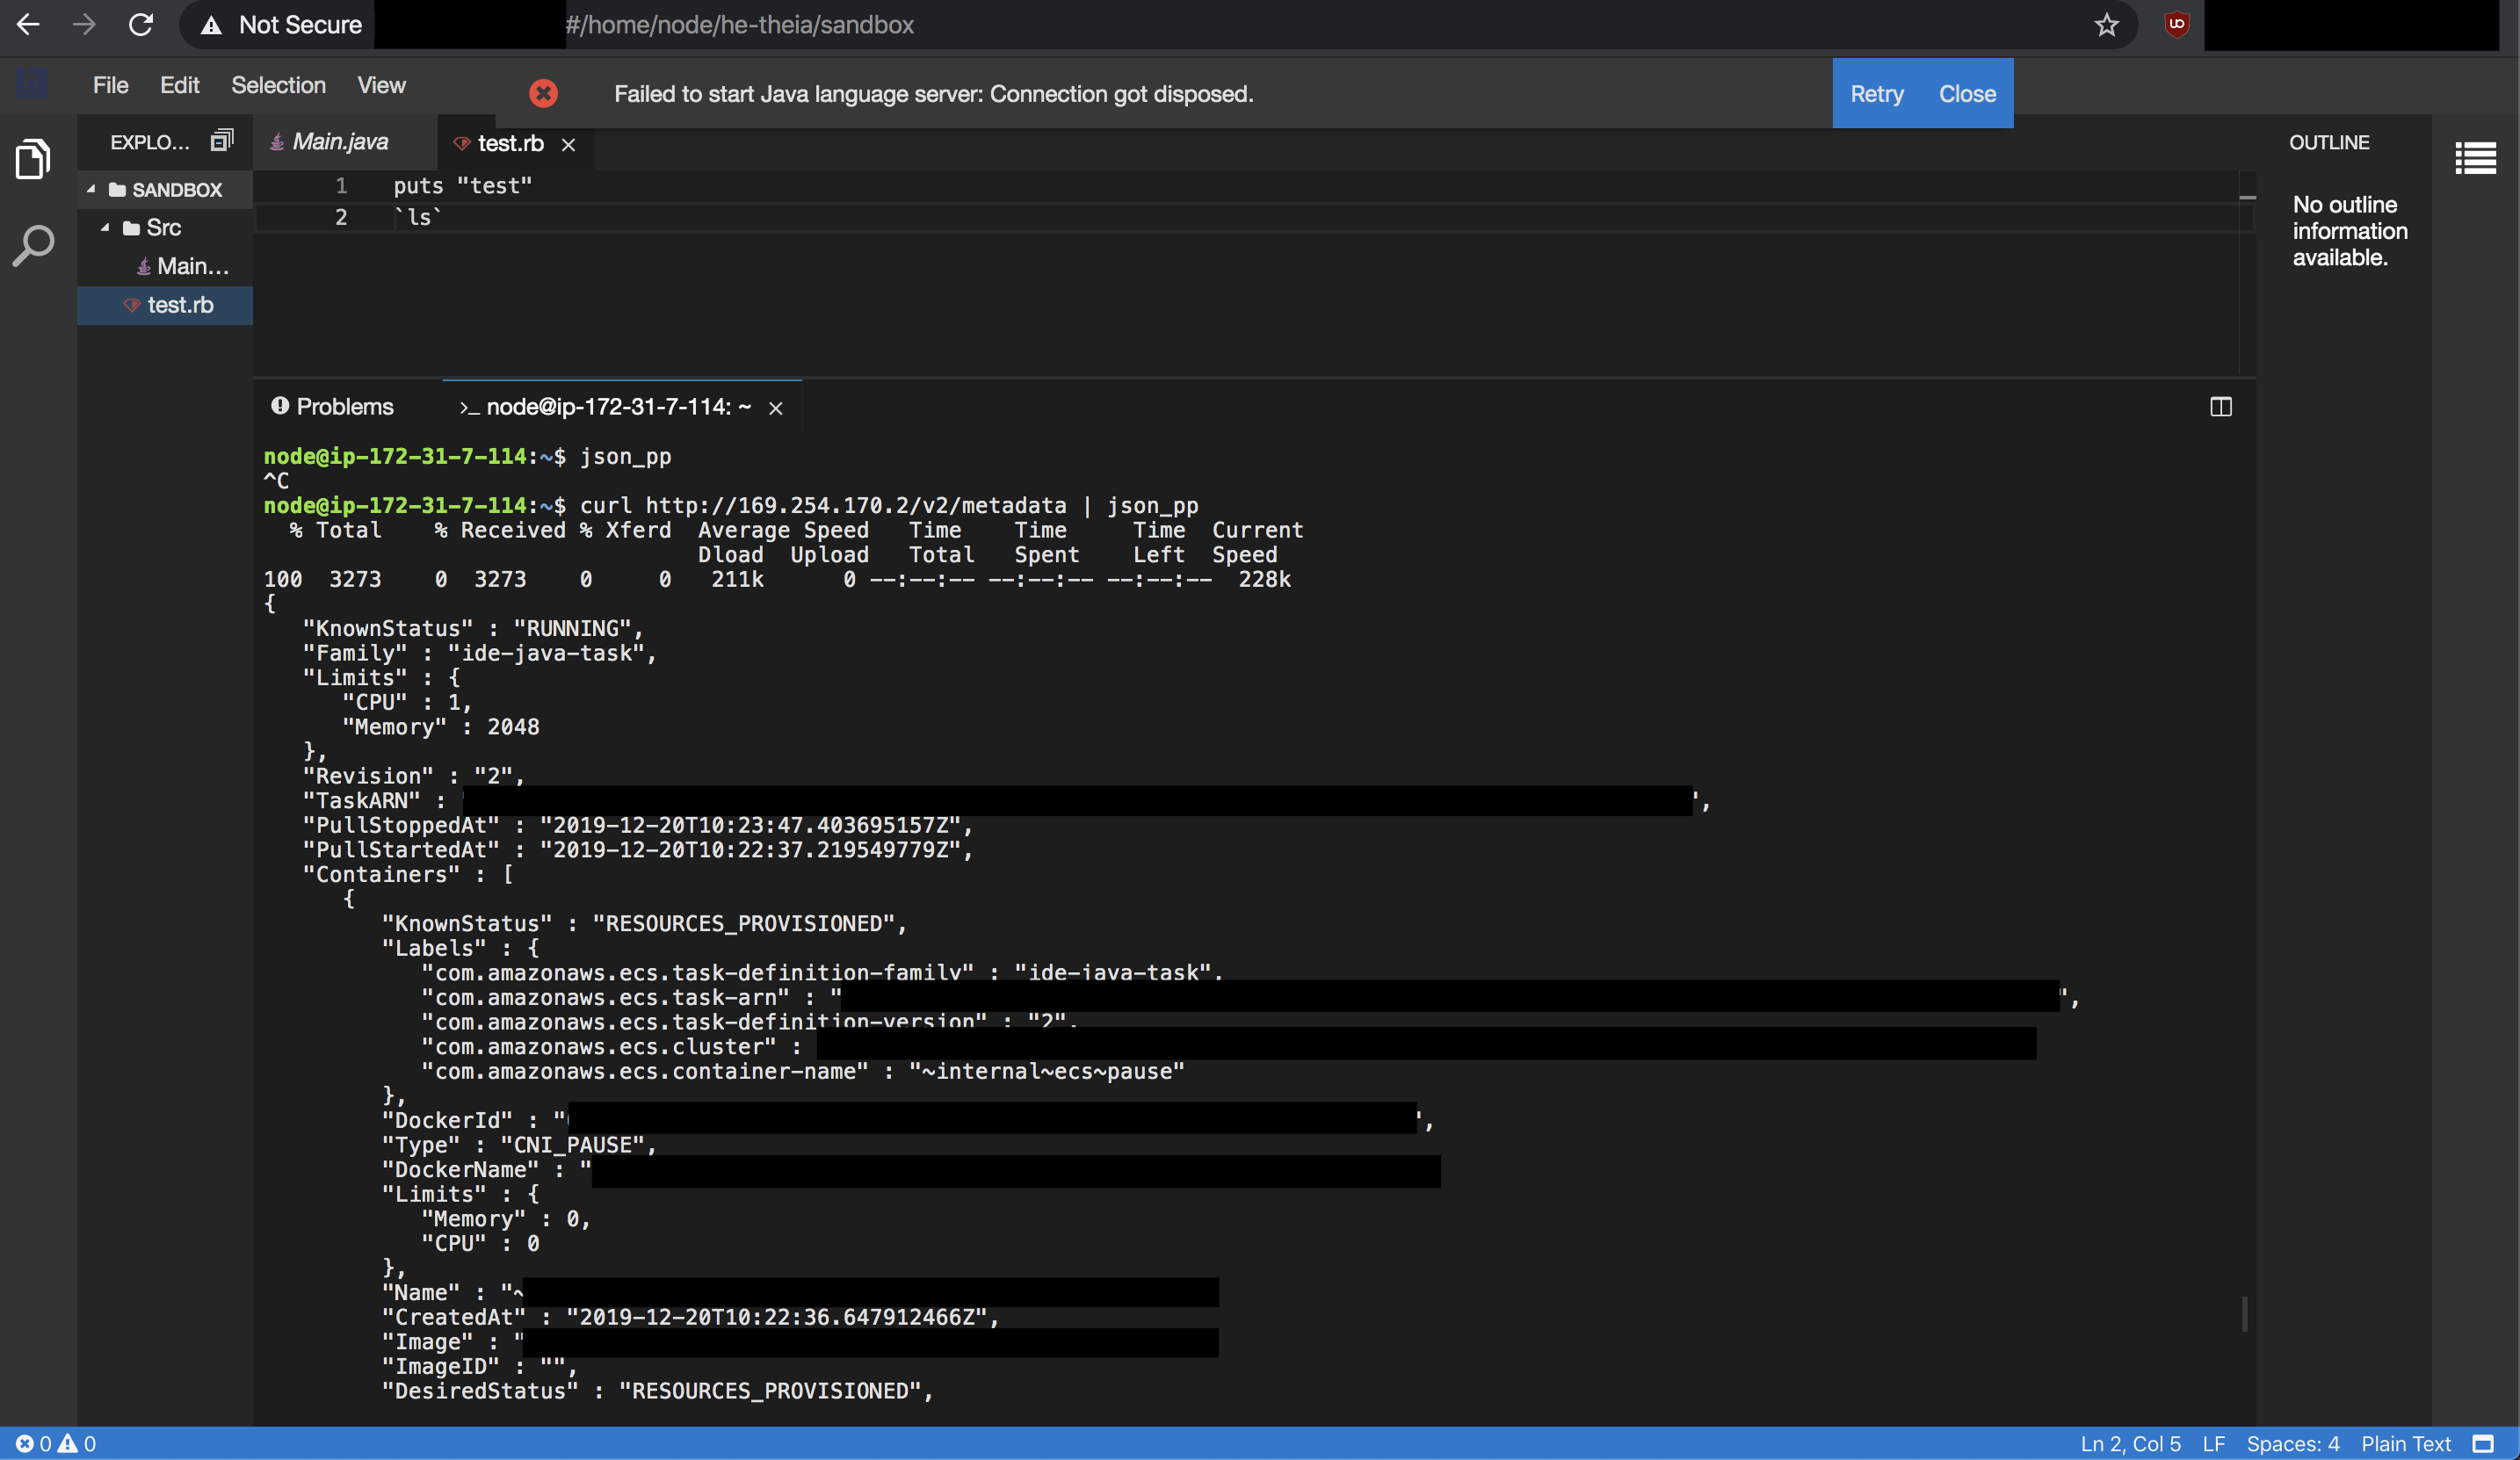 Not Secure #/home/node/he-theia/sandbox
File Edit Selection View
Failed to start Java language server: Connection got disposed. Retry Close
EXPLO... Main.java test.rb OUTLINE
SANDBOX
Src
Main...
test.rb
1 puts "test"
2 `ls`
No outline
information
available.
Problems >_ node@ip-172-31-7-114: ~
node@ip-172-31-7-114:~$ json_pp
^C
node@ip-172-31-7-114:~$ curl http://169.254.170.2/v2/metadata | json_pp
% Total % Received % Xferd Average Speed Time Time Time Current
Dload Upload Total Spent Left Speed
100 3273 0 3273 0 0 211k 0 --:--:-- --:--:-- --:--:-- 228k
{
"KnownStatus" : "RUNNING",
"Family" : "ide-java-task",
"Limits" : {
"CPU" : 1,
"Memory" : 2048
},
"Revision" : "2",
"TaskARN" : ",
"PullStoppedAt" : "2019-12-20T10:23:47.403695157Z",
"PullStartedAt" : "2019-12-20T10:22:37.219549779Z",
"Containers" : [
{
"KnownStatus" : "RESOURCES_PROVISIONED",
"Labels" : {
"com.amazonaws.ecs.task-definition-family" : "ide-java-task",
"com.amazonaws.ecs.task-arn" : "",
"com.amazonaws.ecs.task-definition-version" : "2",
"com.amazonaws.ecs.cluster" :
"com.amazonaws.ecs.container-name" : "~internal~ecs~pause"
},
"DockerId" : "",
"Type" : "CNI_PAUSE",
"DockerName" : "
"Limits" : {
"Memory" : 0,
"CPU" : 0
},
"Name" : "~
"CreatedAt" : "2019-12-20T10:22:36.647912466Z",
"Image" : "
"ImageID" : "",
"DesiredStatus" : "RESOURCES_PROVISIONED",
0 0 Ln 2, Col 5 LF Spaces: 4 Plain Text